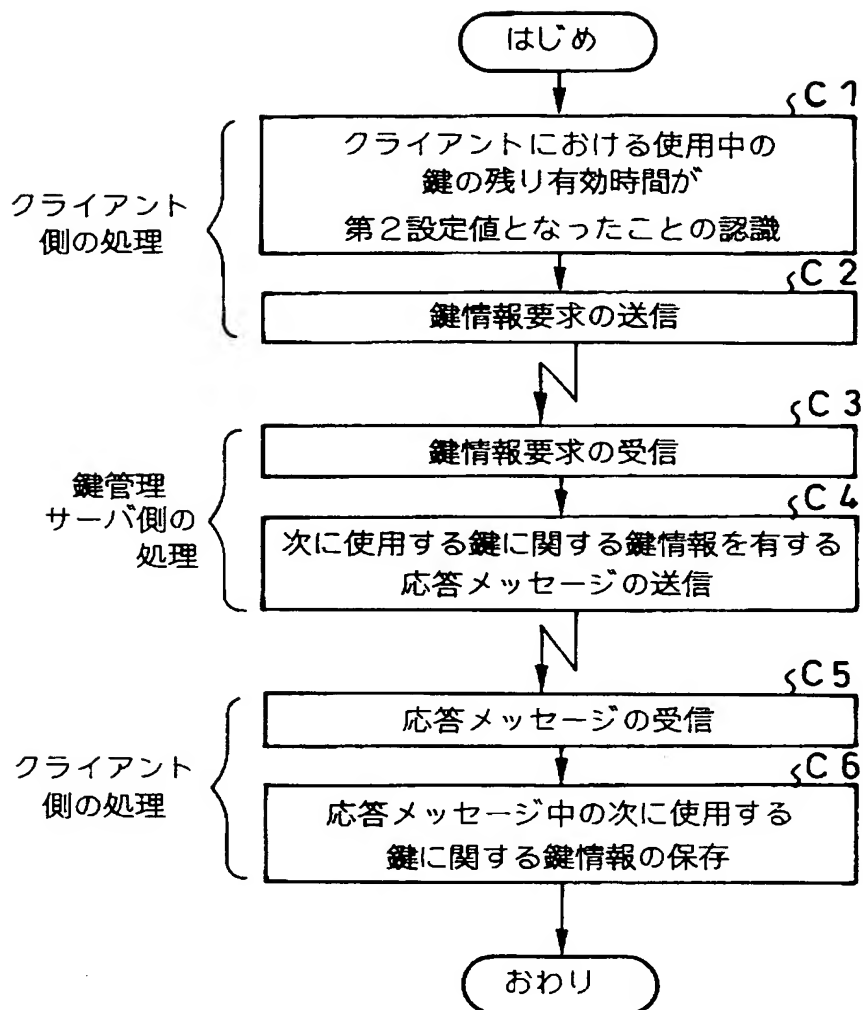 はじめ
C1
クライアントにおける使用中の
鍵の残り有効時間が
第2設定値となったことの認識
クライアント
側の処理
C2
鍵情報要求の送信
C3
鍵情報要求の受信
鍵管理
サーバ側の
処理
C4
次に使用する鍵に関する鍵情報を有する
応答メッセージの送信
C5
応答メッセージの受信
クライアント
側の処理
C6
応答メッセージ中の次に使用する
鍵に関する鍵情報の保存
おわり